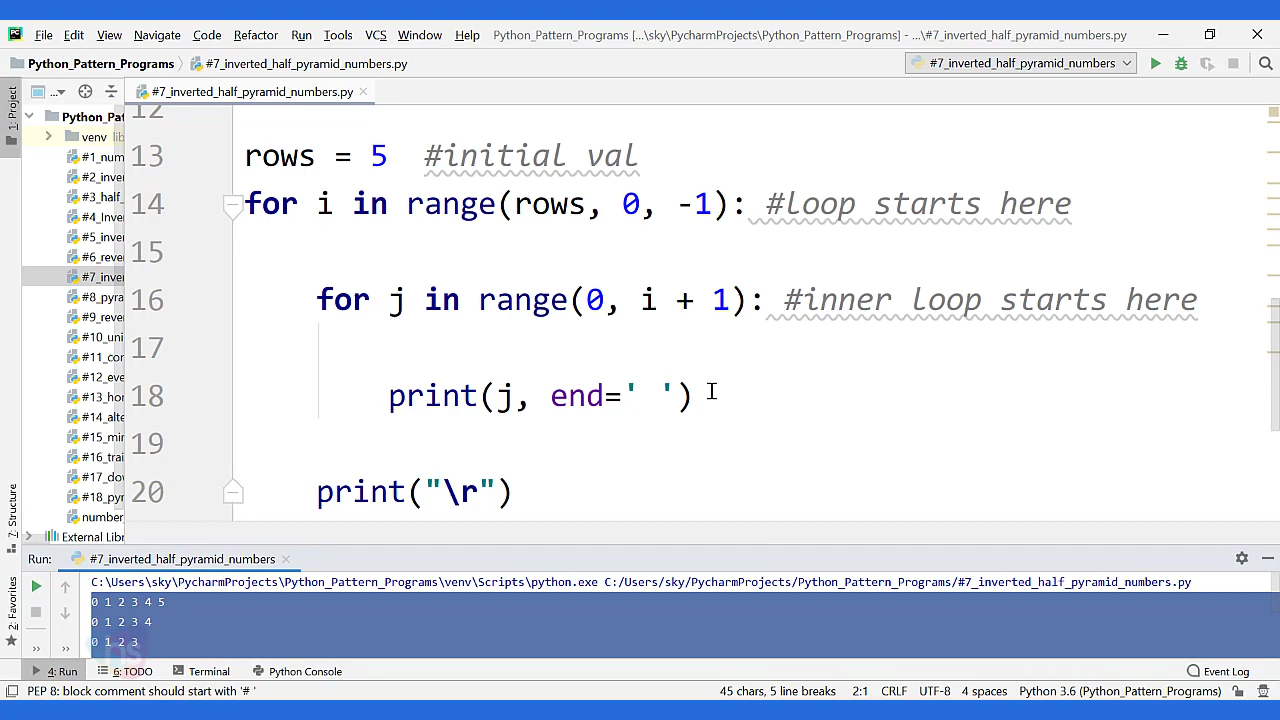 File Edit View Navigate Code Refactor Run Tools VCS Window Help Python_Pattern_Programs [...\sky\PycharmProjects\Python_Pattern_Programs] - ...\#7_inverted_half_pyramid_numbers.py
Python_Pattern_Programs #7_inverted_half_pyramid_numbers.py #7_inverted_half_pyramid_numbers
1: Project
... #7_inverted_half_pyramid_numbers.py
Python_Pat
venv lib
#1_num
#2_inver
#3_half_
#4_Inver
#5_inver
#6_rever
#7_inver
#8_pyra
#9_rever
#10_uni
#11_con
#12_eve
#13_hor
#14_alte
#15_mir
#16_trai
#17_dov
#18_pyr
number_
External Libr
12
13 rows = 5 #initial val
14 for i in range(rows, 0, -1): #loop starts here
15
16 for j in range(0, i + 1): #inner loop starts here
17
18 print(j, end=' ')
19
20 print("\r")
7: Structure
2: Favorites
Run: #7_inverted_half_pyramid_numbers
C:\Users\sky\PycharmProjects\Python_Pattern_Programs\venv\Scripts\python.exe C:/Users/sky/PycharmProjects/Python_Pattern_Programs/#7_inverted_half_pyramid_numbers.py
0 1 2 3 4 5
0 1 2 3 4
0 1 2 3
4: Run 6: TODO Terminal Python Console Event Log
PEP 8: block comment should start with '# ' 45 chars, 5 line breaks 2:1 CRLF UTF-8 4 spaces Python 3.6 (Python_Pattern_Programs)